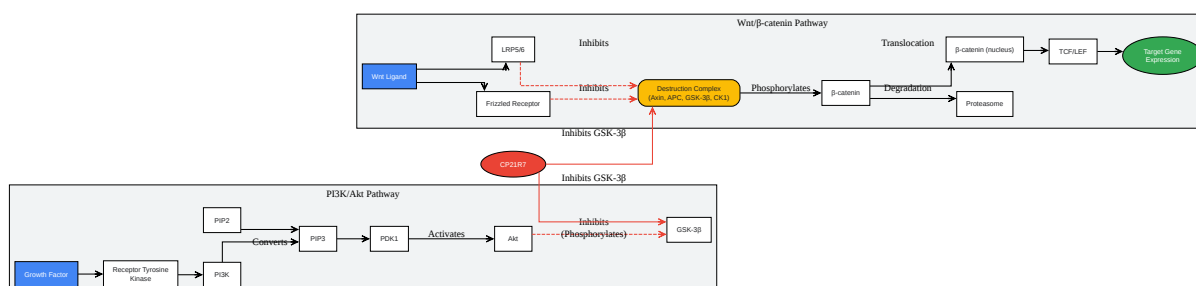 Wnt/β-catenin Pathway
LRP5/6
Inhibits
Translocation
β-catenin (nucleus)
TCF/LEF
Target Gene
Expression
Wnt Ligand
Frizzled Receptor
Inhibits
Destruction Complex
(Axin, APC, GSK-3β, CK1)
Phosphorylates
β-catenin
Degradation
Proteasome
Inhibits GSK-3β
CP21R7
Inhibits GSK-3β
PI3K/Akt Pathway
PIP2
Converts
PIP3
PDK1
Activates
Akt
Inhibits
(Phosphorylates)
GSK-3β
Growth Factor
Receptor Tyrosine
Kinase
PI3K